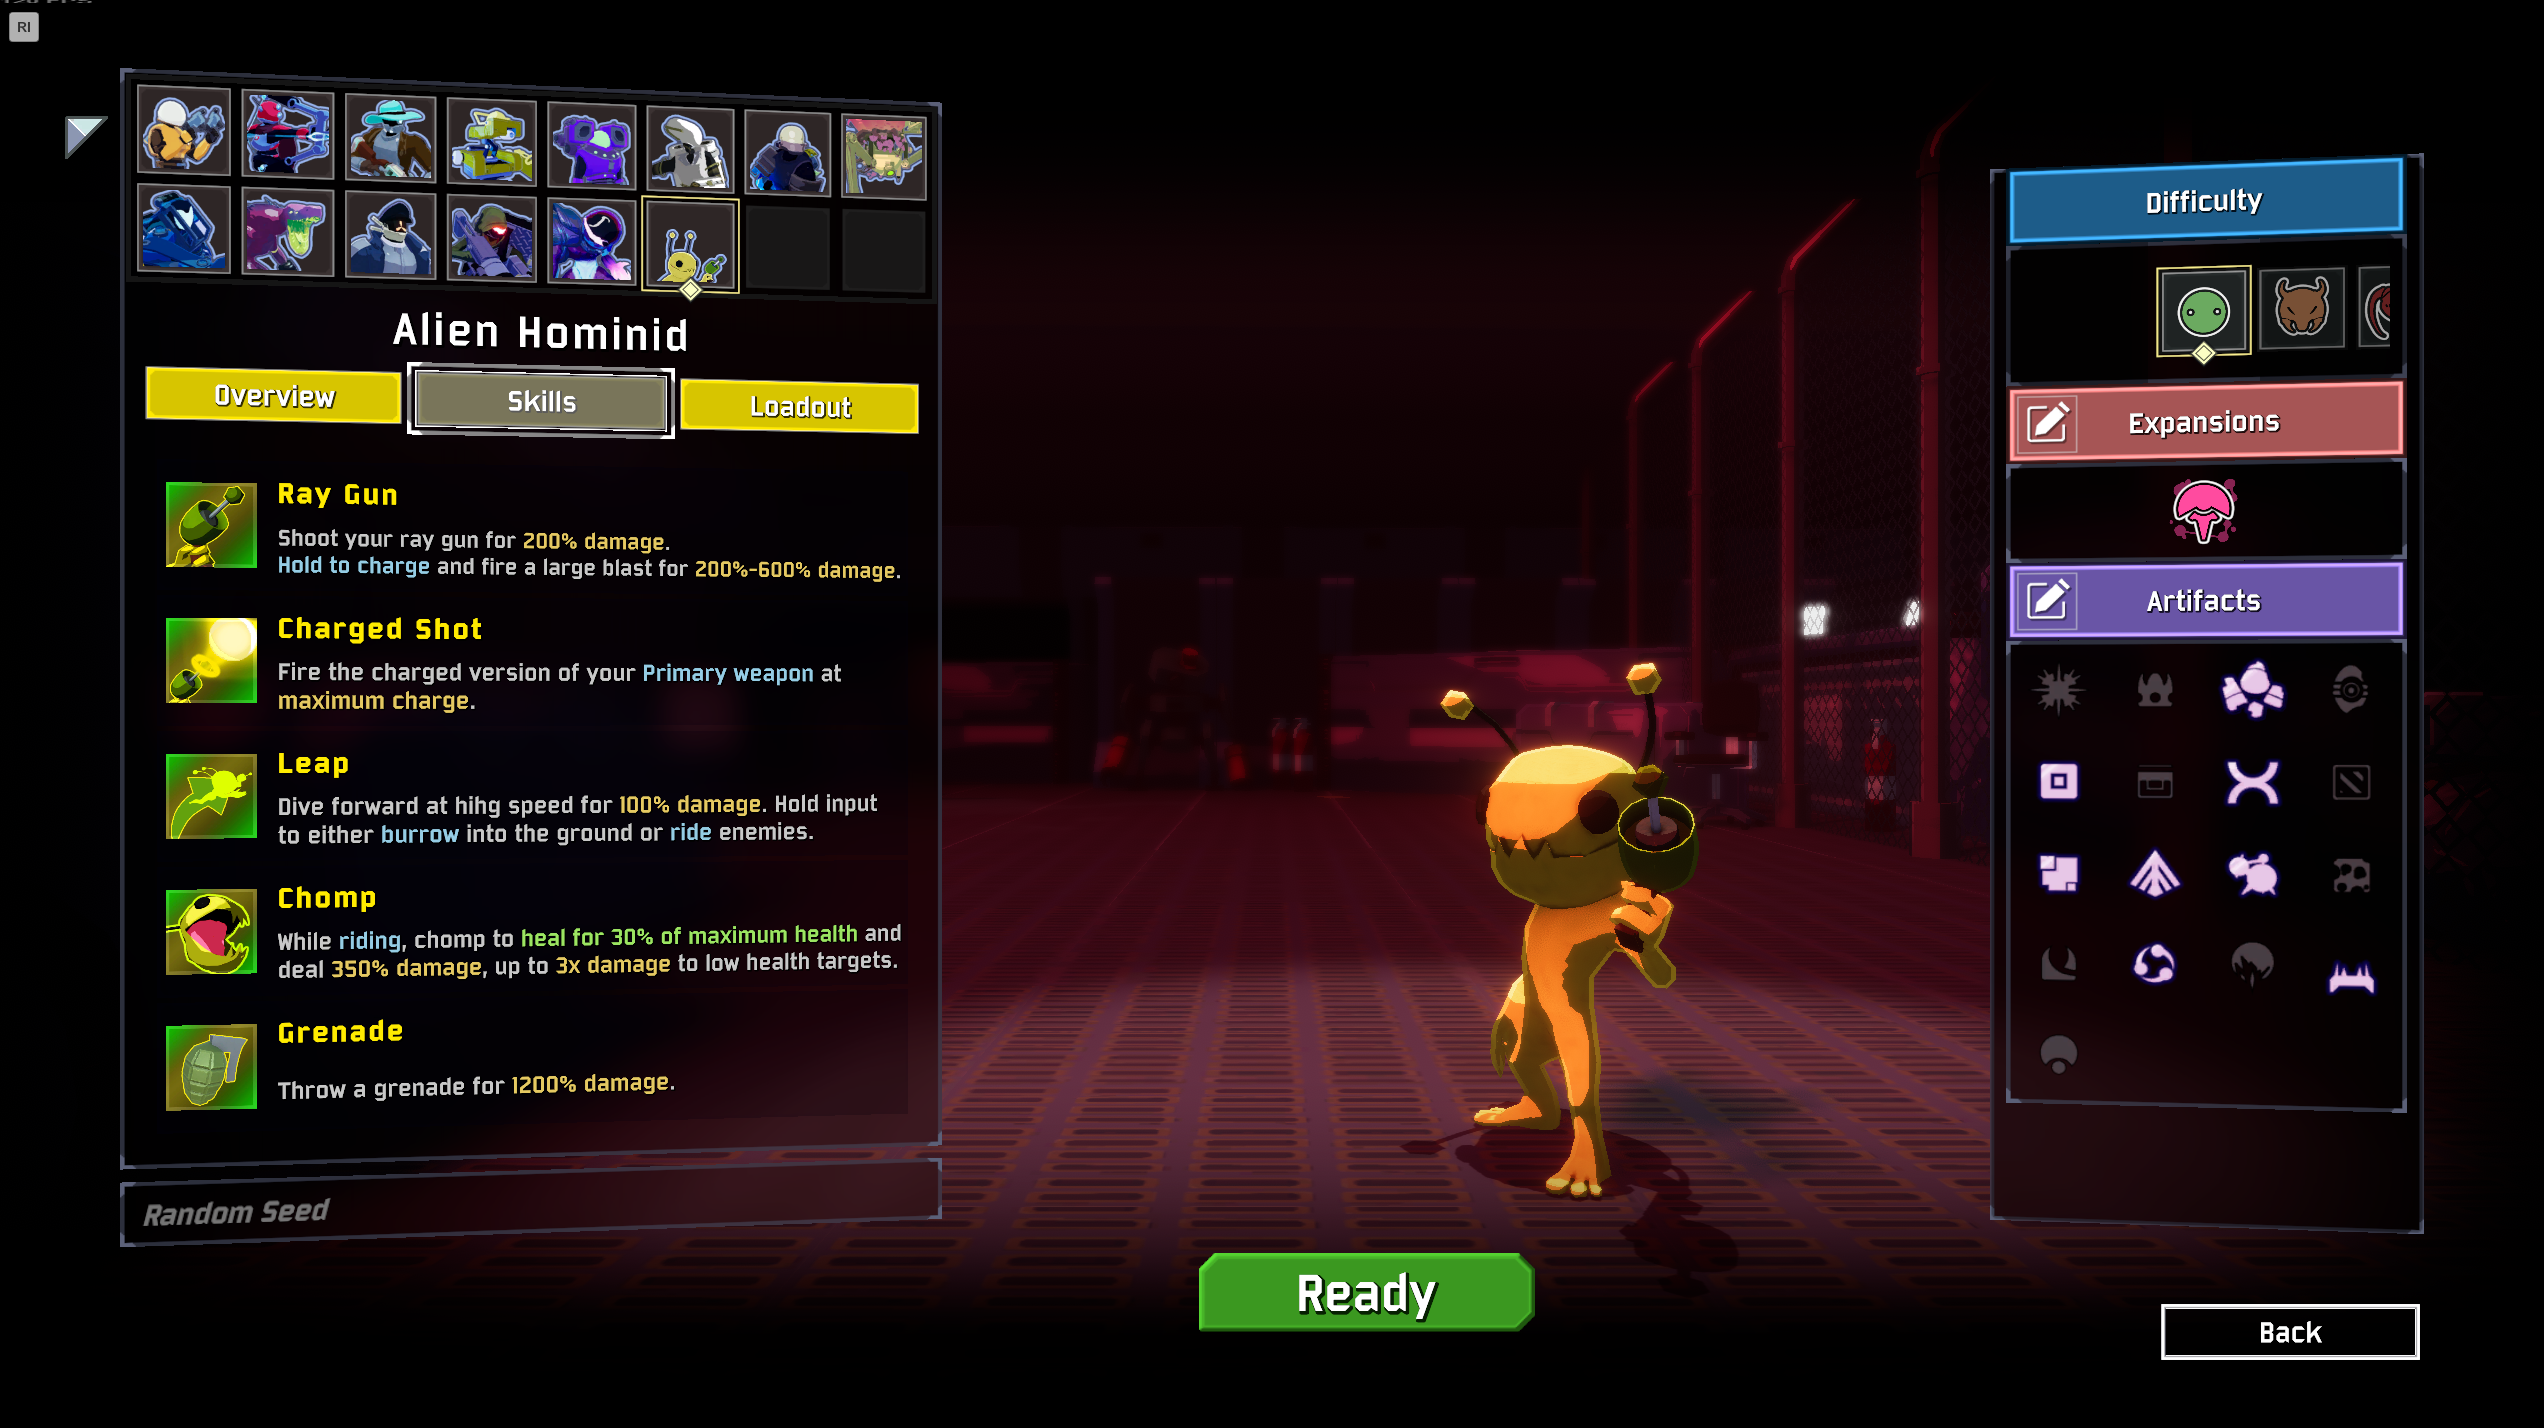 RI
Alien Hominid
Overview
Skills
Loadout
Ray Gun
Shoot your ray gun for 200% damage.
Hold to charge and fire a large blast for 200%-600% damage.
Charged Shot
Fire the charged version of your Primary weapon at
maximum charge.
Leap
Dive forward at hihg speed for 100% damage. Hold input
to either burrow into the ground or ride enemies.
Chomp
While riding, chomp to heal for 30% of maximum health and
deal 350% damage, up to 3x damage to low health targets.
Grenade
Throw a grenade for 1200% damage.
Random Seed
Ready
Difficulty
Expansions
Artifacts
Back